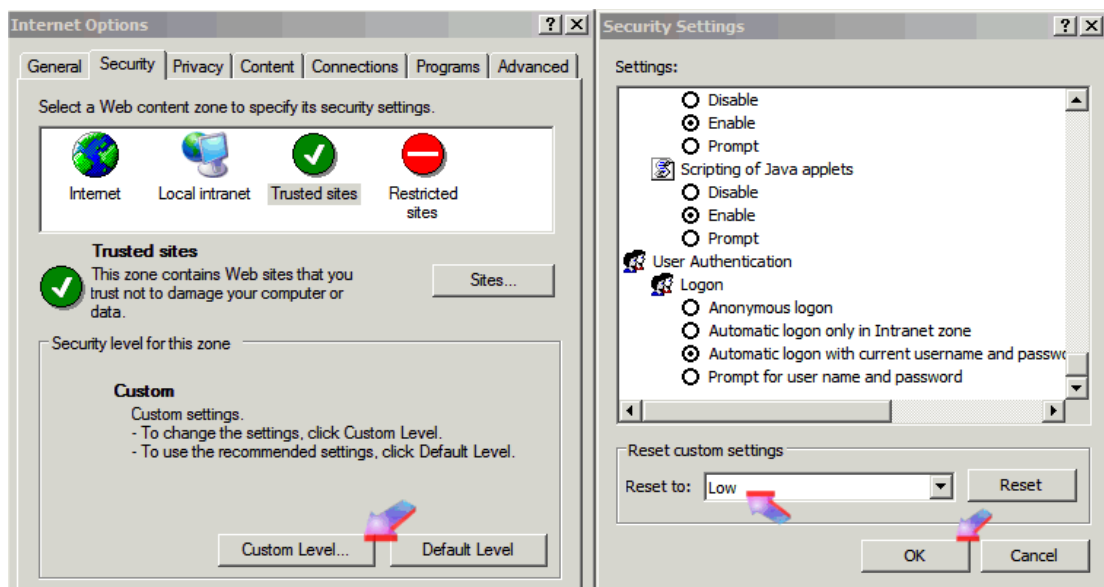 Internet Options
General Security Privacy Content Connections Programs Advanced
Select a Web content zone to specify its security settings.
Internet Local intranet Trusted sites Restricted
sites
Trusted sites
This zone contains Web sites that you
trust not to damage your computer or
data.
Sites...
Security level for this zone
Custom
Custom settings.
- To change the settings, click Custom Level.
- To use the recommended settings, click Default Level.
Custom Level... Default Level
Security Settings
Settings:
Disable
Enable
Prompt
Scripting of Java applets
Disable
Enable
Prompt
User Authentication
Logon
Anonymous logon
Automatic logon only in Intranet zone
Automatic logon with current username and passwo
Prompt for user name and password
Reset custom settings
Reset to: Low Reset
OK Cancel